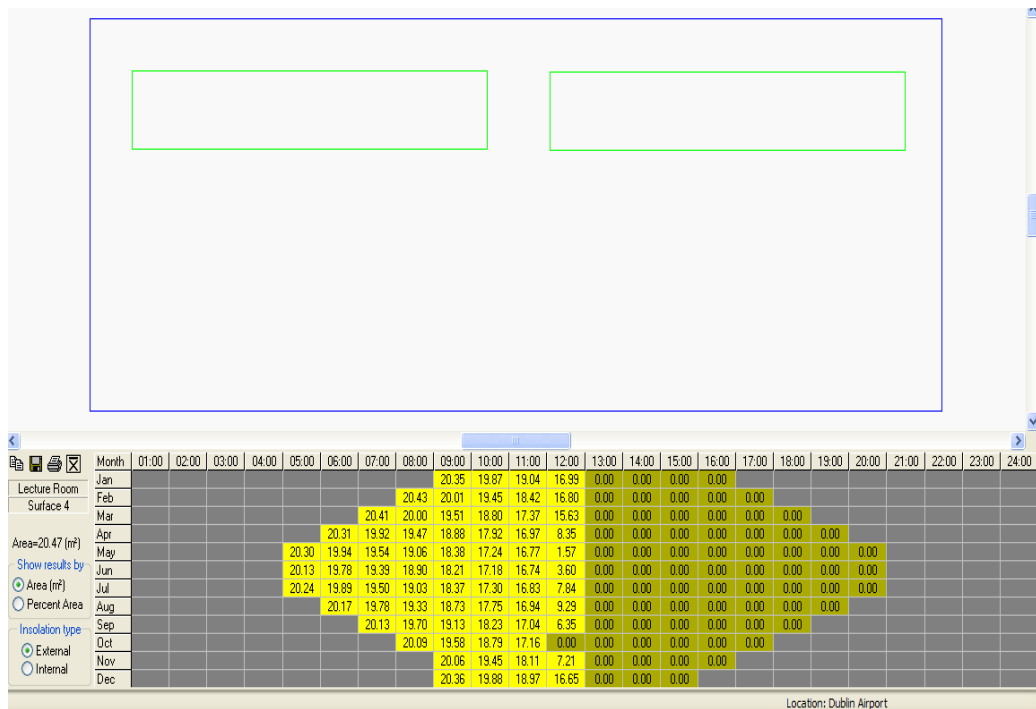 Month 01:00 02:00 03:00 04:00 05:00 06:00 07:00 08:00 09:00 10:00 11:00 12:00 13:00 14:00 15:00 16:00 17:00 18:00 19:00 20:00 21:00 22:00 23:00 24:00
Jan 20.35 19.87 19.04 16.99 0.00 0.00 0.00 0.00
Feb 20.43 20.01 19.45 18.42 16.80 0.00 0.00 0.00 0.00 0.00
Mar 20.41 20.00 19.51 18.80 17.37 15.63 0.00 0.00 0.00 0.00 0.00 0.00
Apr 20.31 19.92 19.47 18.88 17.92 16.97 8.35 0.00 0.00 0.00 0.00 0.00 0.00 0.00
May 20.30 19.94 19.54 19.06 18.38 17.24 16.77 1.57 0.00 0.00 0.00 0.00 0.00 0.00 0.00 0.00
Jun 20.13 19.78 19.39 18.90 18.21 17.18 16.74 3.60 0.00 0.00 0.00 0.00 0.00 0.00 0.00 0.00
Jul 20.24 19.89 19.50 19.03 18.37 17.30 16.83 7.84 0.00 0.00 0.00 0.00 0.00 0.00 0.00 0.00
Aug 20.17 19.78 19.33 18.73 17.75 16.94 9.29 0.00 0.00 0.00 0.00 0.00 0.00 0.00
Sep 20.13 19.70 19.13 18.23 17.04 6.35 0.00 0.00 0.00 0.00 0.00 0.00
Oct 20.09 19.58 18.79 17.16 0.00 0.00 0.00 0.00 0.00 0.00
Nov 20.06 19.45 18.11 7.21 0.00 0.00 0.00 0.00
Dec 20.36 19.88 18.97 16.65 0.00 0.00 0.00
Lecture Room
Surface 4
Area=20.47 (m²)
Show results by
Area (m²)
Percent Area
Insolation type
External
Internal
Location: Dublin Airport